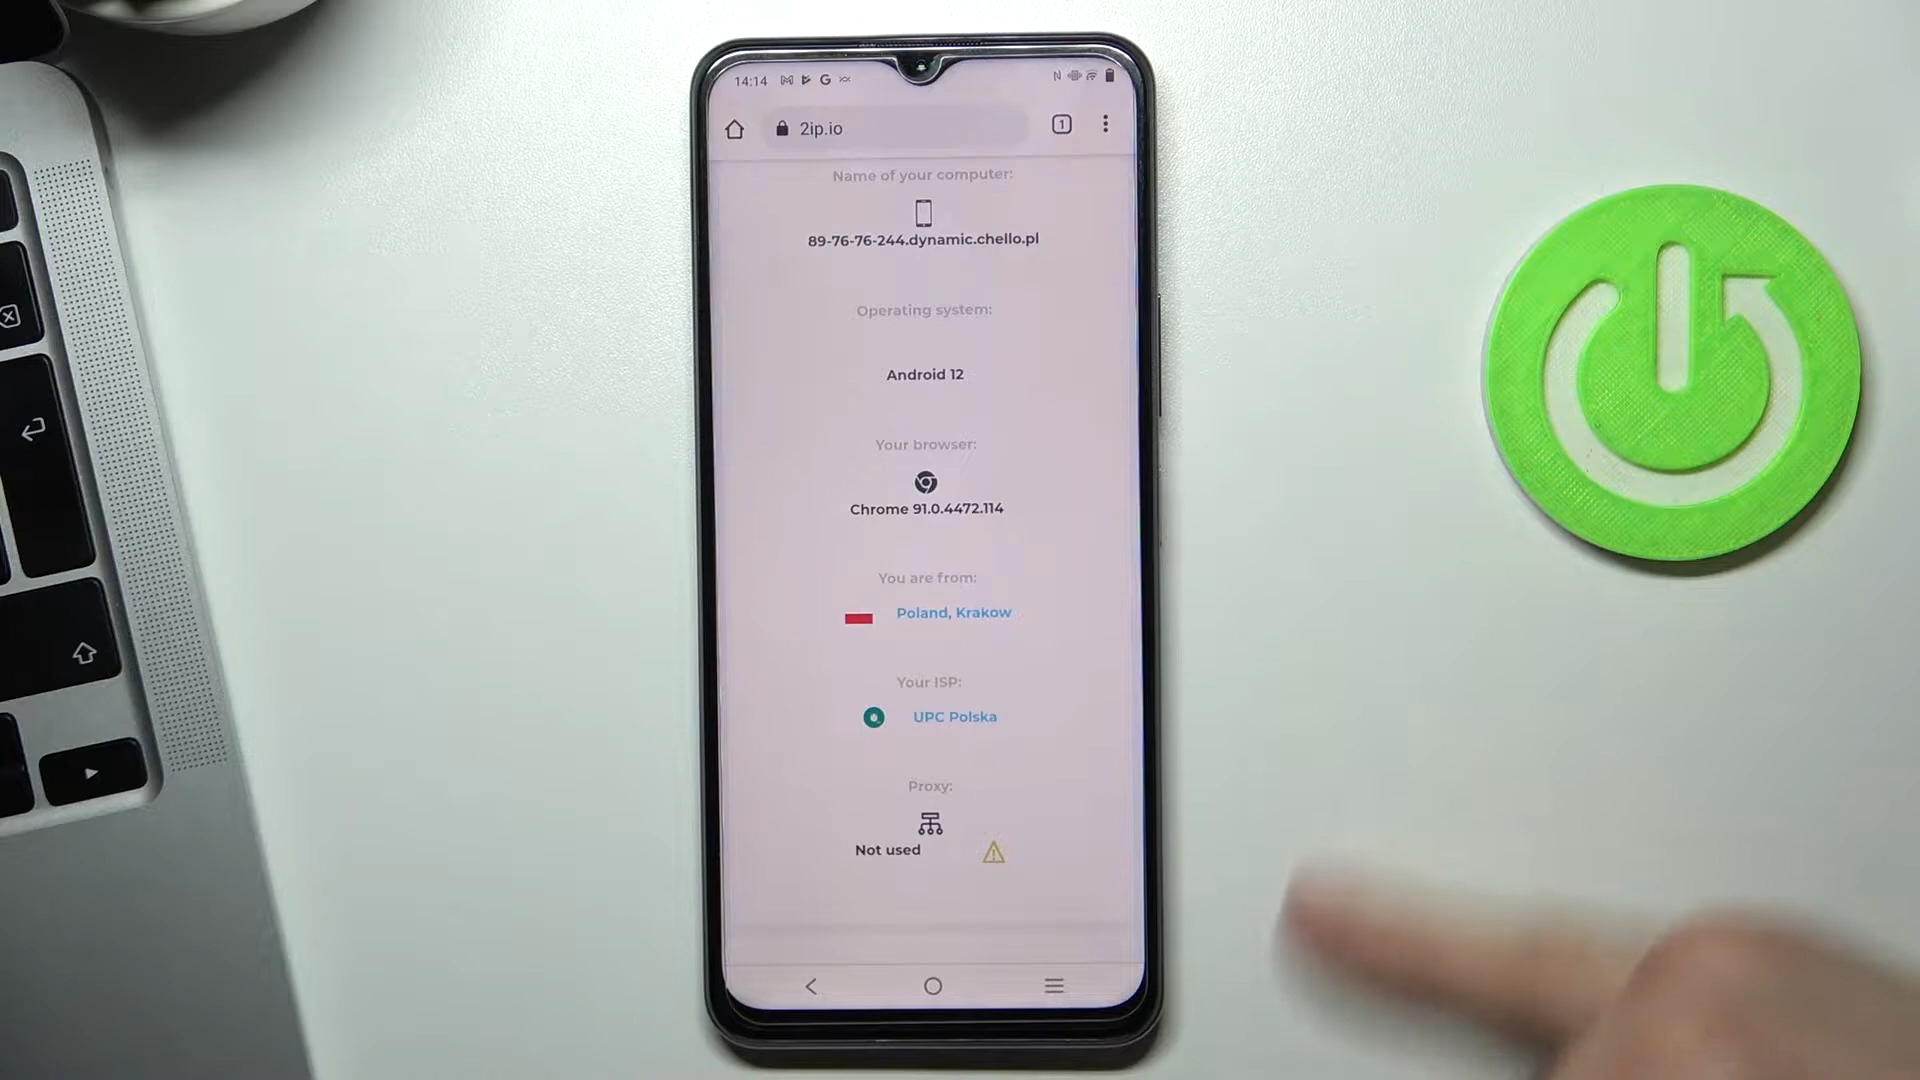 14:14
2ip.io
1
Name of your computer:
89-76-76-244.dynamic.chello.pl
Operating system:
Android 12
Your browser:
Chrome 91.0.4472.114
You are from:
Poland, Krakow
Your ISP:
UPC Polska
Proxy:
Not used